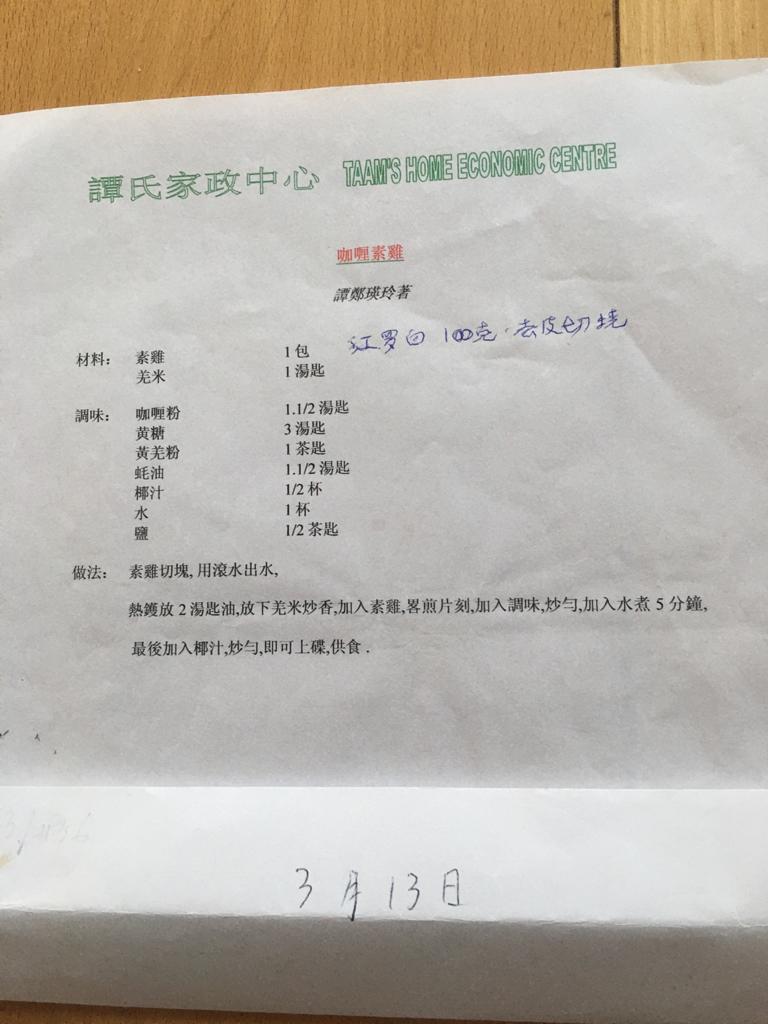 譚氏家政中心 TAAM'S HOME ECONOMIC CENTRE
咖喱素雞
譚鄭瑛玲著
材料： 素雞 1 包 紅罗白 100克，去皮切
羌米 1 湯匙
調味： 咖喱粉 1.1/2 湯匙
黃糖 3 湯匙
黃羌粉 1 茶匙
蚝油 1.1/2 湯匙
椰汁 1/2 杯
水 1 杯
鹽 1/2 茶匙
做法： 素雞切塊, 用滾水出水,
熱鑊放 2 湯匙油,放下羌米炒香,加入素雞,畧煎片刻,加入調味,炒勻,加入水煮 5 分鐘,
最後加入椰汁,炒勻,即可上碟,供食 .
3月13日